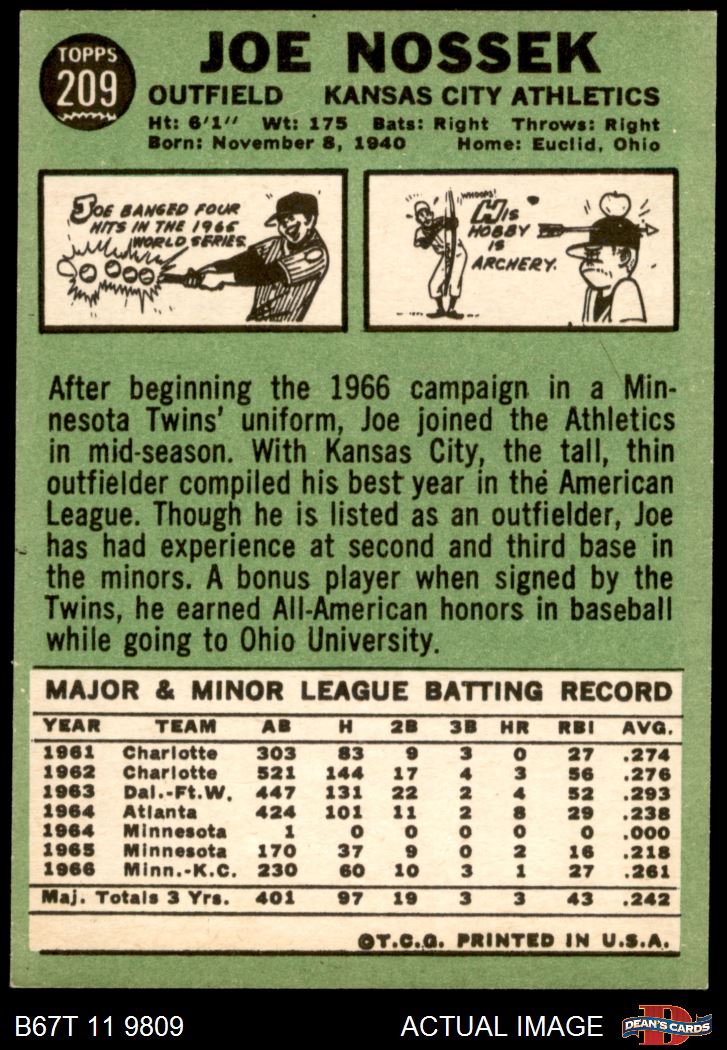 TOPPS
209
JOE NOSSEK
OUTFIELD KANSAS CITY ATHLETICS
Ht: 6'1" Wt: 175 Bats: Right Throws: Right
Born: November 8, 1940 Home: Euclid, Ohio
JOE BANGED FOUR
HITS IN THE 1965
WORLD SERIES.
WHOOPS!
HIS
HOBBY
IS
ARCHERY.
After beginning the 1966 campaign in a Min-
nesota Twins' uniform, Joe joined the Athletics
in mid-season. With Kansas City, the tall, thin
outfielder compiled his best year in the American
League. Though he is listed as an outfielder, Joe
has had experience at second and third base in
the minors. A bonus player when signed by the
Twins, he earned All-American honors in baseball
while going to Ohio University.
MAJOR & MINOR LEAGUE BATTING RECORD
YEAR TEAM AB H 2B 3B HR RBI AVG.
1961 Charlotte 303 83 9 3 0 27 .274
1962 Charlotte 521 144 17 4 3 56 .276
1963 Dal.-Ft.W. 447 131 22 2 4 52 .293
1964 Atlanta 424 101 11 2 8 29 .238
1964 Minnesota 1 0 0 0 0 0 .000
1965 Minnesota 170 37 9 0 2 16 .218
1966 Minn.-K.C. 230 60 10 3 1 27 .261
Maj. Totals 3 Yrs. 401 97 19 3 3 43 .242
©T.C.G. PRINTED IN U.S.A.
B67T 11 9809 ACTUAL IMAGE
DEAN'S CARDS